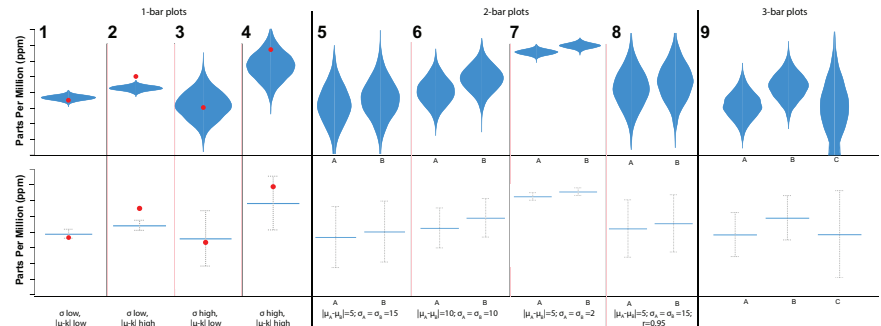 1-bar plots
2-bar plots
3-bar plots
1
2
3
4
5
6
7
8
9
Parts Per Million (ppm)
A
B
A
B
A
B
A
B
A
B
C
Parts Per Million (ppm)
A
B
A
B
A
B
A
B
A
B
C
σ low,
|μ-k| low
σ low,
|μ-k| high
σ high,
|μ-k| low
σ high,
|μ-k| high
|μA-μB|=5; σA = σB =15
|μA-μB|=10; σA = σB =10
|μA-μB|=5; σA = σB =2
|μA-μB|=5; σA = σB =15;
r=0.95